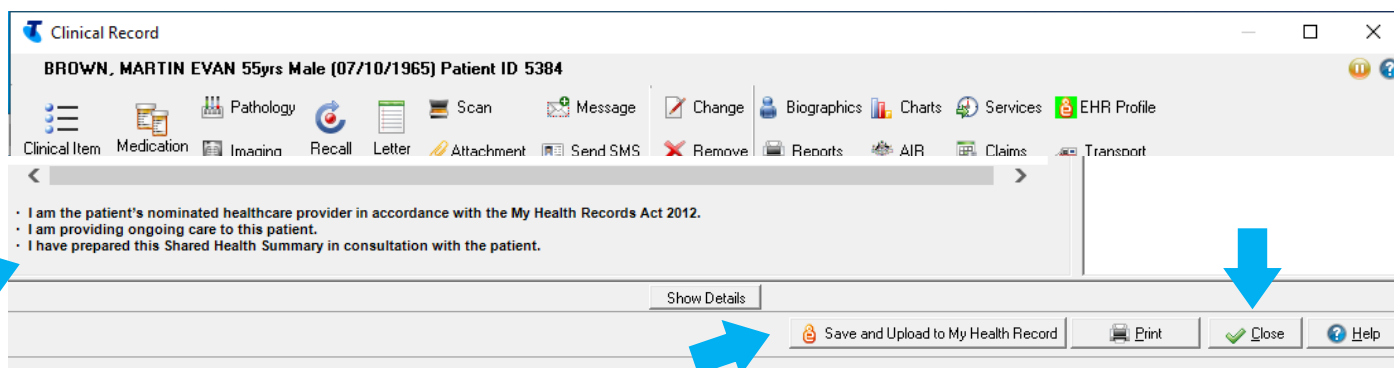 Clinical Record
BROWN, MARTIN EVAN 55yrs Male (07/10/1965) Patient ID 5384
Pathology Scan Message Change Biographics Charts Services EHR Profile
Clinical Item Medication Imaging Recall Letter Attachment Send SMS Remove Reports AIR Claims Transport
· I am the patient's nominated healthcare provider in accordance with the My Health Records Act 2012.
· I am providing ongoing care to this patient.
· I have prepared this Shared Health Summary in consultation with the patient.
Show Details
Save and Upload to My Health Record Print Close Help